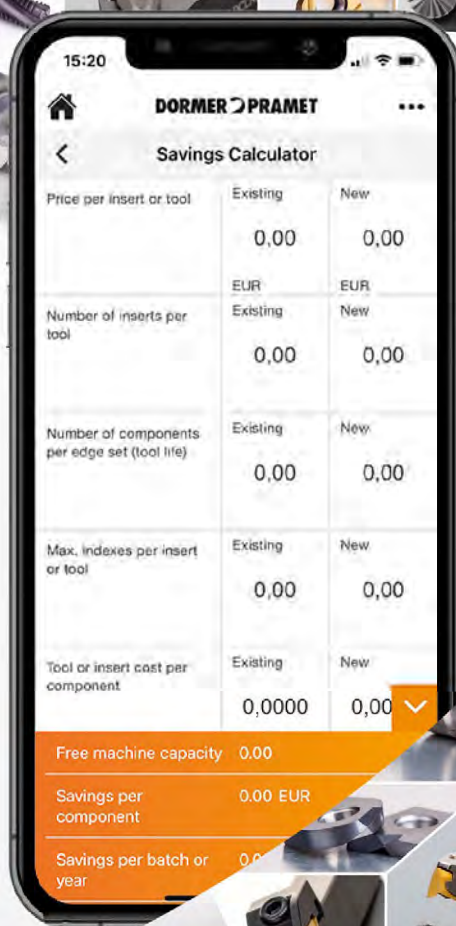 15:20
DORMER PRAMET
Savings Calculator
Price per insert or tool
Existing
New
0,00
0,00
EUR
EUR
Number of inserts per
tool
Existing
New
0,00
0,00
Number of components
per edge set (tool life)
Existing
New
0,00
0,00
Max. indexes per insert
or tool
Existing
New
0,00
0,00
Tool or insert cost per
component
Existing
New
0,0000
0,00
Free machine capacity 0.00
Savings per
component
0.00 EUR
Savings per batch or
year